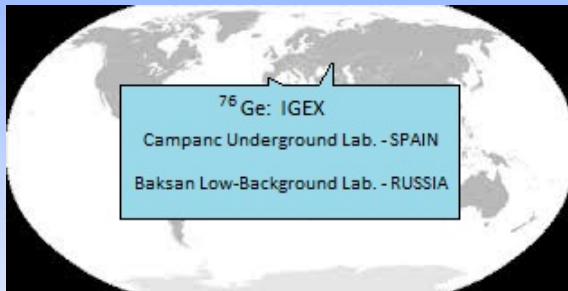 ⁷⁶Ge: IGEX
Campanc Underground Lab. - SPAIN
Baksan Low-Background Lab. - RUSSIA